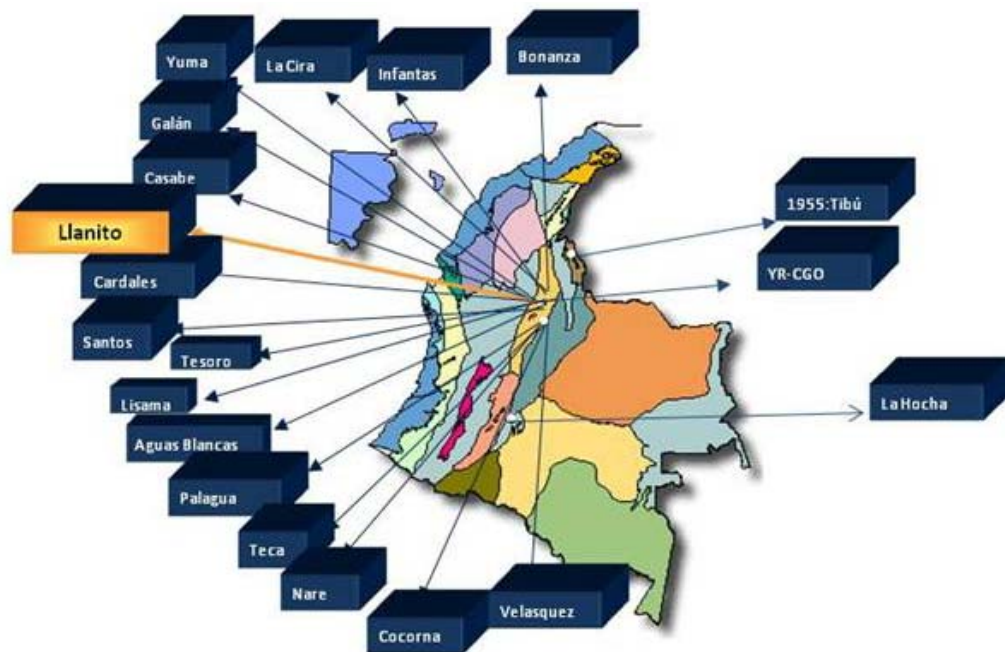 Yuma
La Cira
Infantas
Bonanza
Galán
Casabe
1955:Tibú
Llanito
YR-CGO
Cardales
Santos
Tesoro
La Hocha
Lisama
Aguas Blancas
Palagua
Teca
Nare
Velasquez
Cocorna